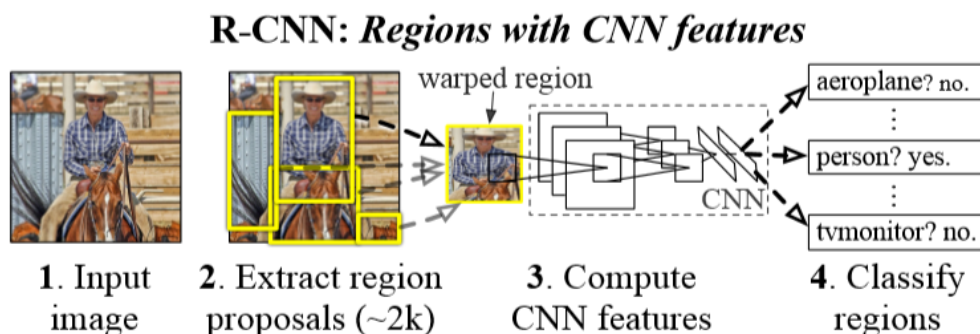 R-CNN: Regions with CNN features
warped region
aeroplane? no.
⋮
person? yes.
CNN
⋮
tvmonitor? no.
1. Input
image
2. Extract region
proposals (~2k)
3. Compute
CNN features
4. Classify
regions